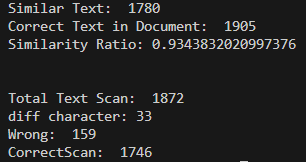 Similar Text:  1780
Correct Text in Document:  1905
Similarity Ratio: 0.9343832020997376
Total Text Scan:  1872
diff character: 33
Wrong:  159
CorrectScan:  1746